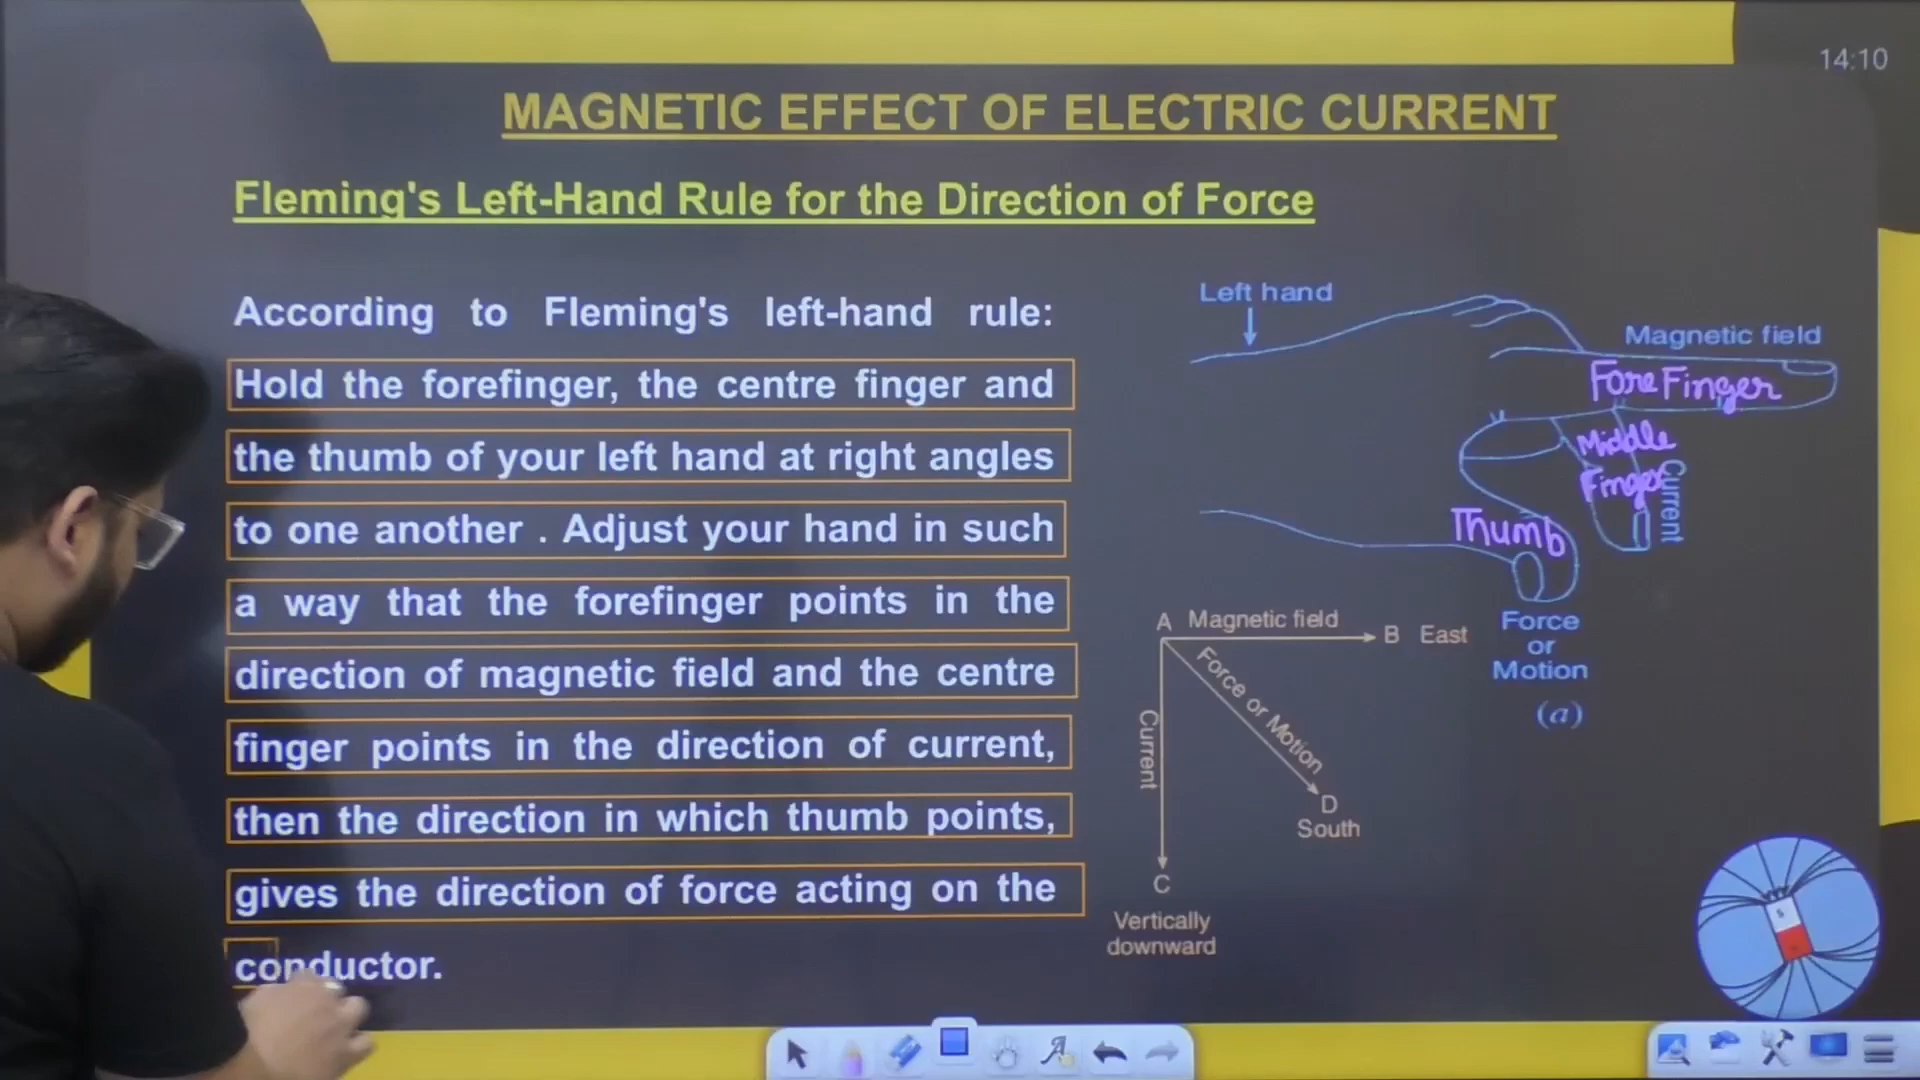 14:10
MAGNETIC EFFECT OF ELECTRIC CURRENT
Fleming's Left-Hand Rule for the Direction of Force
According to Fleming's left-hand rule:
Hold the forefinger, the centre finger and
the thumb of your left hand at right angles
to one another . Adjust your hand in such
a way that the forefinger points in the
direction of magnetic field and the centre
finger points in the direction of current,
then the direction in which thumb points,
gives the direction of force acting on the
conductor.
Left hand
Magnetic field
ForeFinger
Middle
Finger
Current
Thumb
Force
or
Motion
(a)
A Magnetic field B East
Force or Motion
Current
D
South
C
Vertically
downward
S